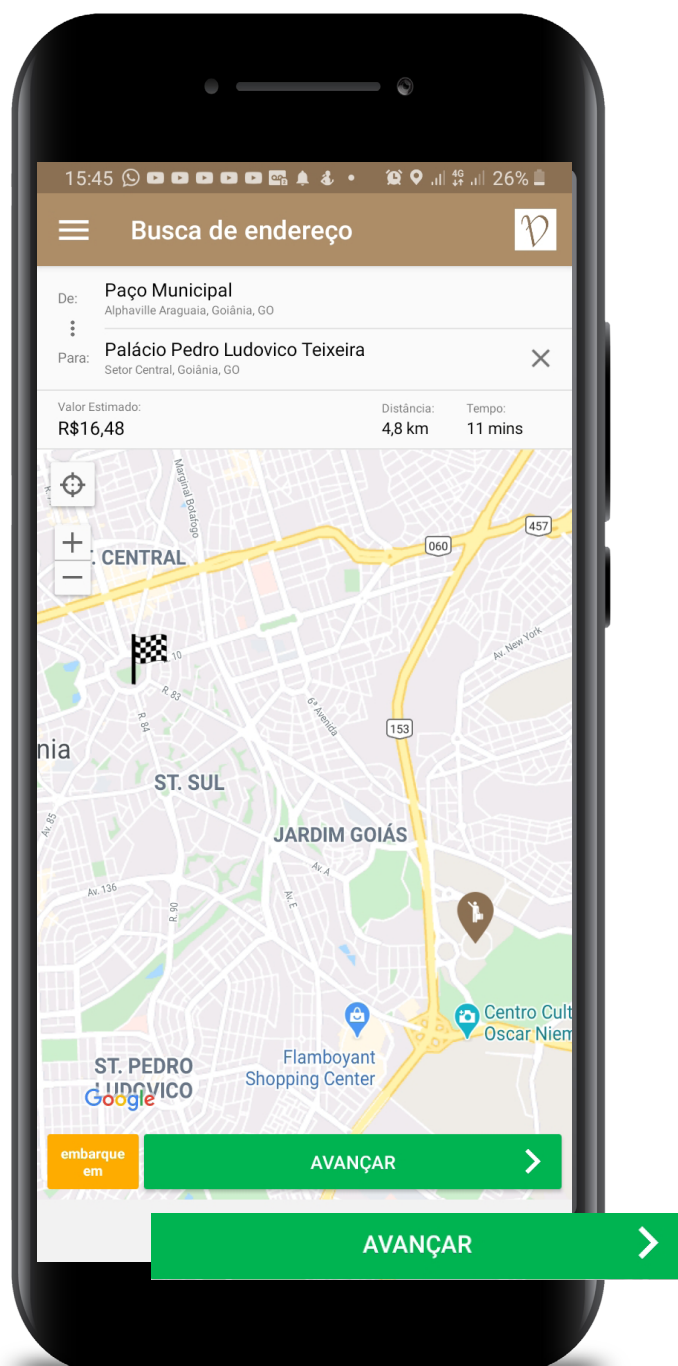 15:45
4G
26%
Busca de endereço
V
De:
Paço Municipal
Alphaville Araguaia, Goiânia, GO
Para:
Palácio Pedro Ludovico Teixeira
Setor Central, Goiânia, GO
Valor Estimado:
R$16,48
Distância:
4,8 km
Tempo:
11 mins
Marginal Botafogo
457
060
. CENTRAL
Av. New York
10
R. 83
R. 84
6ª Avenida
153
nia
ST. SUL
JARDIM GOIÁS
Av. 85
Av. A
Av. 136
Av. E
R. 90
Centro Cult
Oscar Niem
Flamboyant
Shopping Center
ST. PEDRO
LUDOVICO
Google
embarque
em
AVANÇAR
AVANÇAR